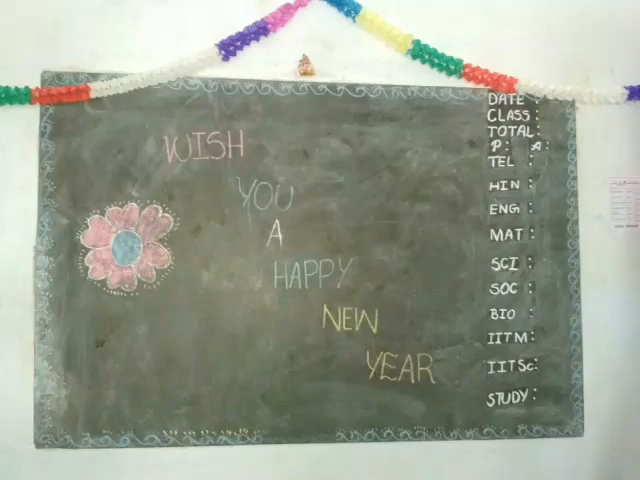 WISH
YOU
A
HAPPY
NEW
YEAR
DATE :
CLASS:
TOTAL:
P: A:
TEL :
HIN :
ENG :
MAT :
SCI :
SOC :
BIO :
IITM:
IITSc:
STUDY: